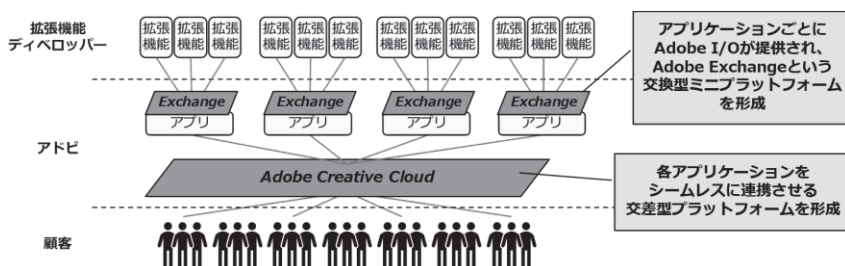 拡張機能
ディベロッパー
拡張 拡張 拡張
機能 機能 機能
拡張 拡張 拡張
機能 機能 機能
拡張 拡張 拡張
機能 機能 機能
拡張 拡張 拡張
機能 機能 機能
アプリケーションごとに
Adobe I/Oが提供され、
Adobe Exchangeという
交換型ミニプラットフォーム
を形成
Exchange
アプリ
Exchange
アプリ
Exchange
アプリ
Exchange
アプリ
アドビ
Adobe Creative Cloud
各アプリケーションを
シームレスに連携させる
交差型プラットフォームを形成
顧客